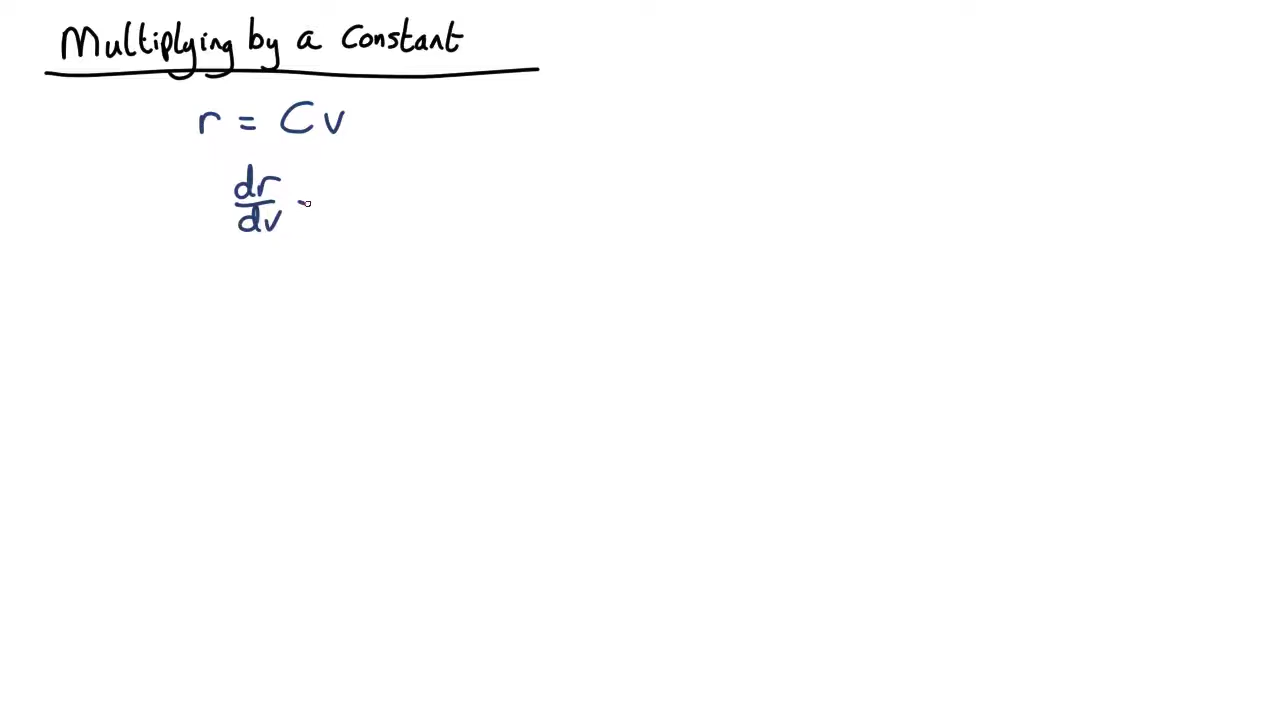 Multiplying by a Constant
r = Cv
dr
dv